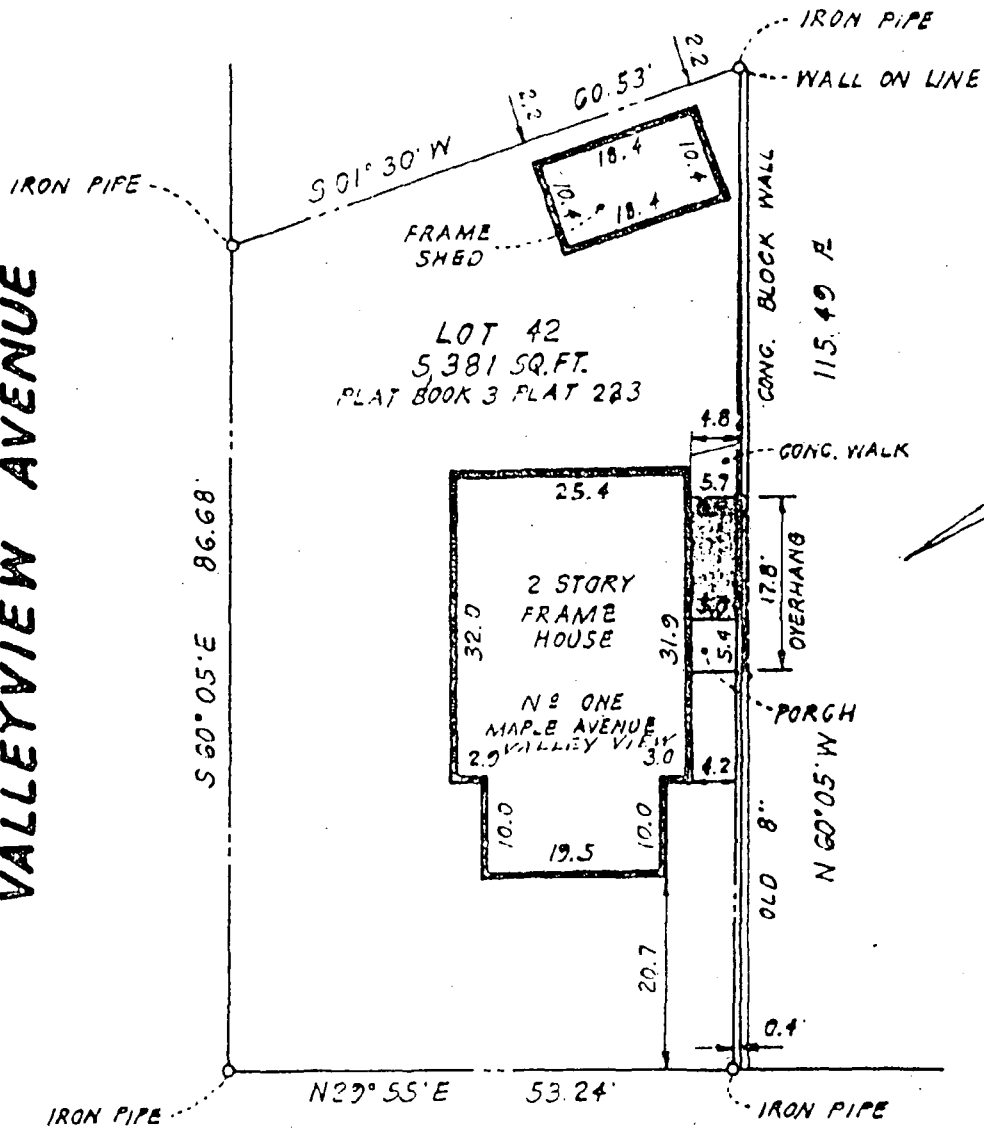 IRON PIPE
WALL ON LINE
2.2
60.53'
2.2
S 01° 30' W
IRON PIPE
18.4
10.4
10.4
18.4
FRAME
SHED
CONC. BLOCK WALL
115.49
LOT 42
5,381 SQ.FT.
PLAT BOOK 3 PLAT 223
VALLEYVIEW AVENUE
4.8
CONC. WALK
5.7
25.4
86.68'
S 60° 05' E
2 STORY
FRAME
HOUSE
32.0
31.9
17.8'
OVERHANG
5.0
5.4
Nº ONE
MAPLE AVENUE
VALLEY VIEW
PORCH
2.9
3.0
4.2
10.0
10.0
19.5
OLD 8"
N 60° 05' W
20.7
0.4'
N 29° 55' E
53.24'
IRON PIPE
IRON PIPE